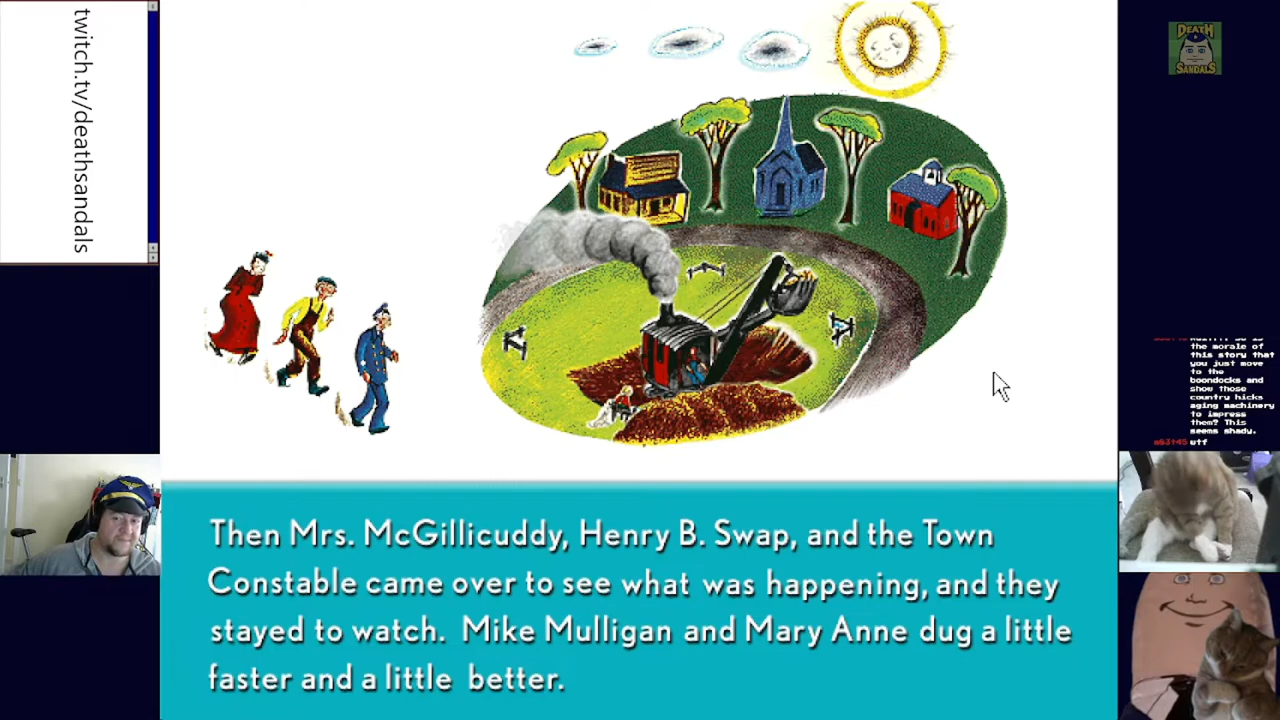 twitch.tv/deathsandals
DEATH
SANDALS
the morale of
this story that
you just move
to the
boondocks and
show those
country hicks
aging machinery
to impress
them? This
seems shady.
wtf
Then Mrs. McGillicuddy, Henry B. Swap, and the Town
Constable came over to see what was happening, and they
stayed to watch. Mike Mulligan and Mary Anne dug a little
faster and a little better.